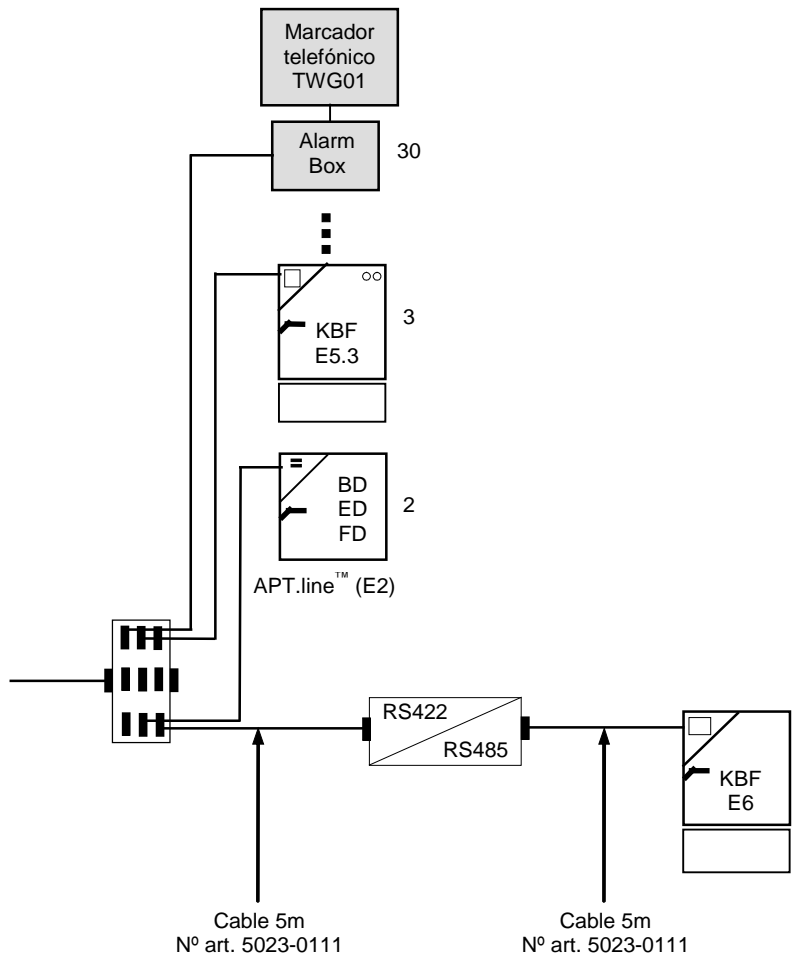 Marcador
telefónico
TWG01
Alarm
Box
30
KBF
E5.3
3
BD
ED
FD
2
APT.line™ (E2)
RS422
RS485
KBF
E6
Cable 5m
Nº art. 5023-0111
Cable 5m
Nº art. 5023-0111